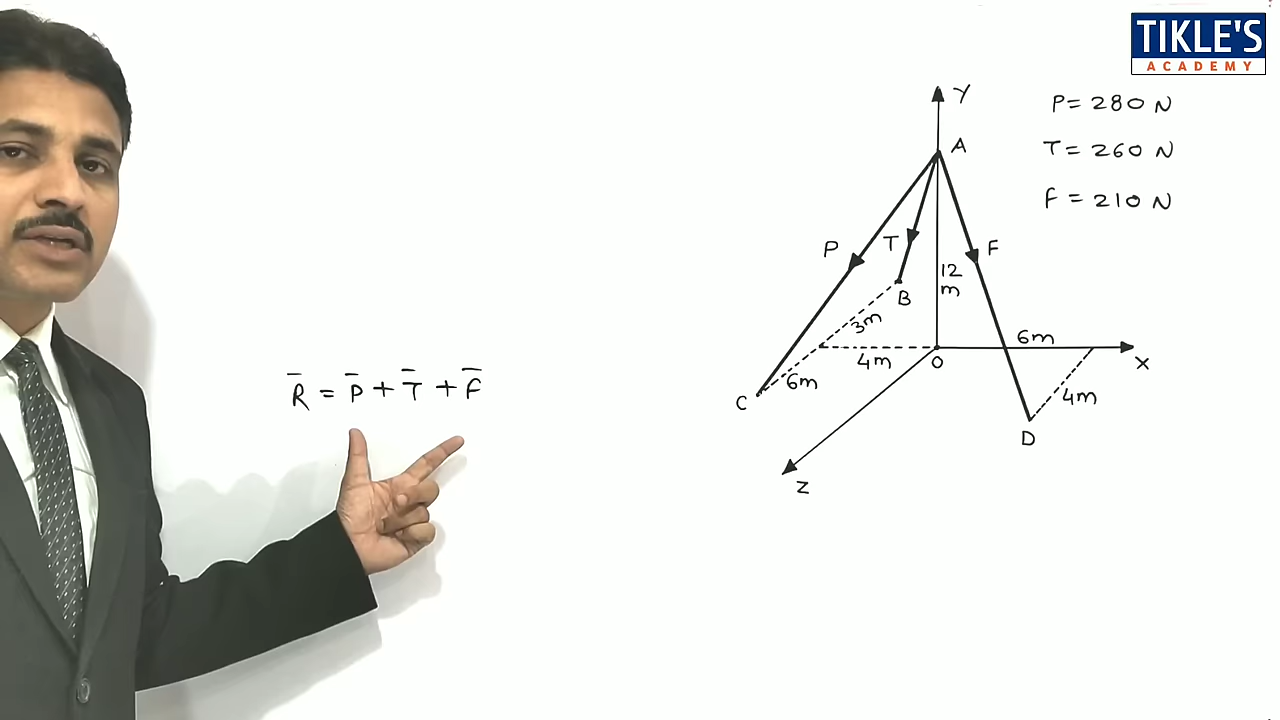 TIKLE'S
ACADEMY
Y
A
P = 280 N
T = 260 N
F = 210 N
P
T
F
12
m
B
3m
6m
4m
O
X
6m
4m
C
D
Z
R̄ = P̄ + T̄ + F̄